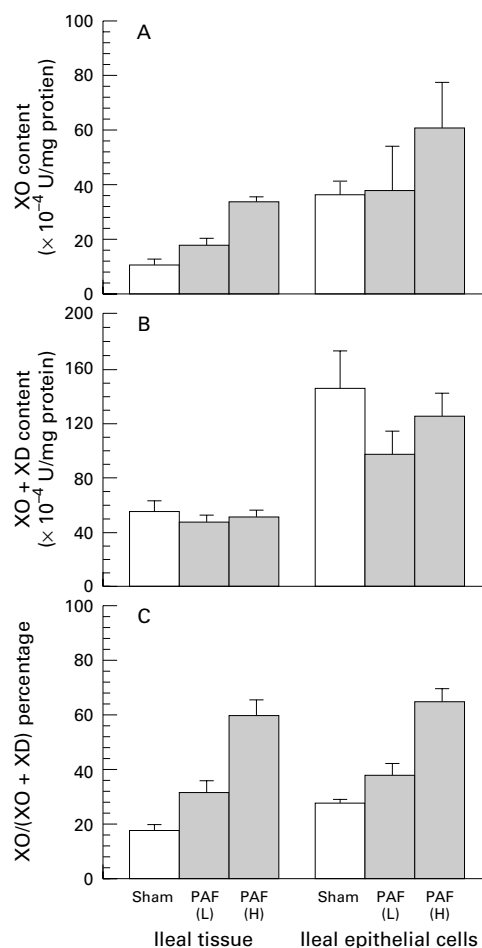 A
XO content
(× 10⁻⁴ U/mg protien)
100
80
60
40
20
0
B
XO + XD content
(× 10⁻⁴ U/mg protein)
200
160
120
80
40
0
C
XO/(XO + XD) percentage
100
80
60
40
20
0
Sham PAF (L) PAF (H) Sham PAF (L) PAF (H)
Ileal tissue Ileal epithelial cells